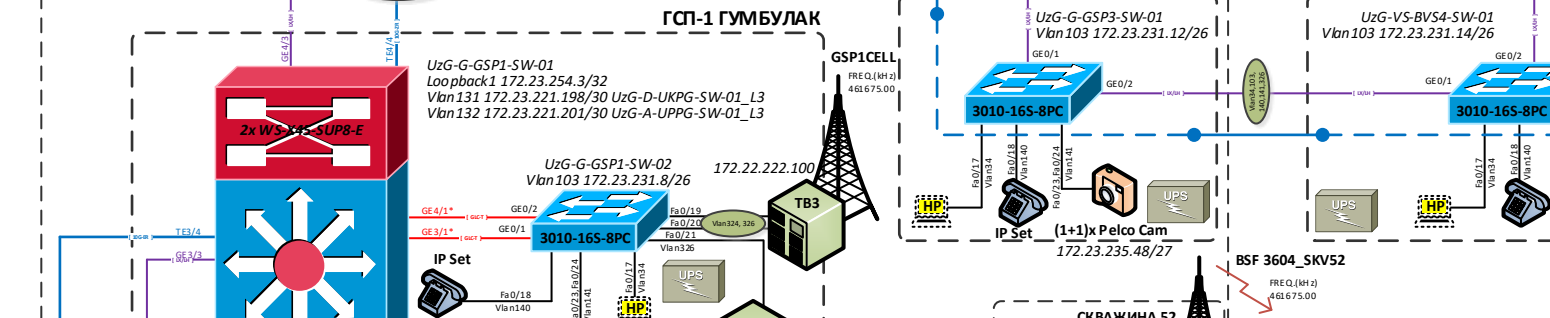 ГСП-1 ГУМБУЛАК
GE4/3
TE4/4
UzG-G-GSP1-SW-01
Loopback1 172.23.254.3/32
Vlan131 172.23.221.198/30 UzG-D-UKPG-SW-01_L3
Vlan132 172.23.221.201/30 UzG-A-UPPG-SW-01_L3
2x WS-X45-SUP8-E
UzG-G-GSP1-SW-02
Vlan103 172.23.231.8/26
172.22.222.100
GSP1CELL
FREQ.(kHz)
461675.00
TB3
GE4/1*
GE3/1*
GE0/2
GE0/1
3010-16S-8PC
Fa0/19
Fa0/20
Fa0/21
Vlan326
Vlan324, 326
TE3/4
GE3/3
IP Set
Fa0/18
Vlan140
a0/23,Fa0/24
lan141
Fa0/17
Vlan34
HP
UPS
UzG-G-GSP3-SW-01
Vlan103 172.23.231.12/26
GE0/1
GE0/2
3010-16S-8PC
Vlan34,103,
140,141,326
Fa0/17
Vlan34
Fa0/18
Vlan140
Fa0/23,Fa0/24
Vlan141
HP
IP Set
(1+1)x Pelco Cam
172.23.235.48/27
UPS
UzG-VS-BVS4-SW-01
Vlan103 172.23.231.14/26
GE0/2
GE0/1
3010-16S-8PC
Fa0/17
Vlan34
Fa0/18
Vlan140
UPS
HP
BSF 3604_SKV52
FREQ.(kHz)
461675.00
СКВАЖИНА 52